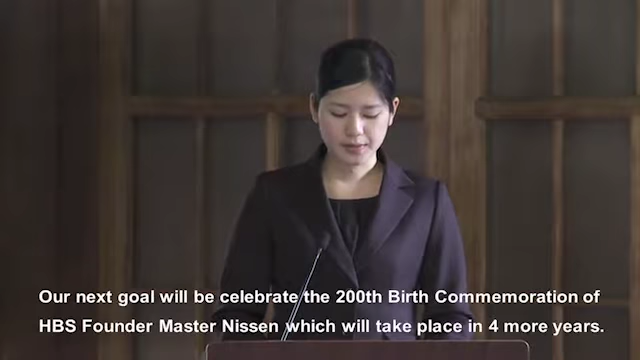 Our next goal will be celebrate the 200th Birth Commemoration of
HBS Founder Master Nissen which will take place in 4 more years.